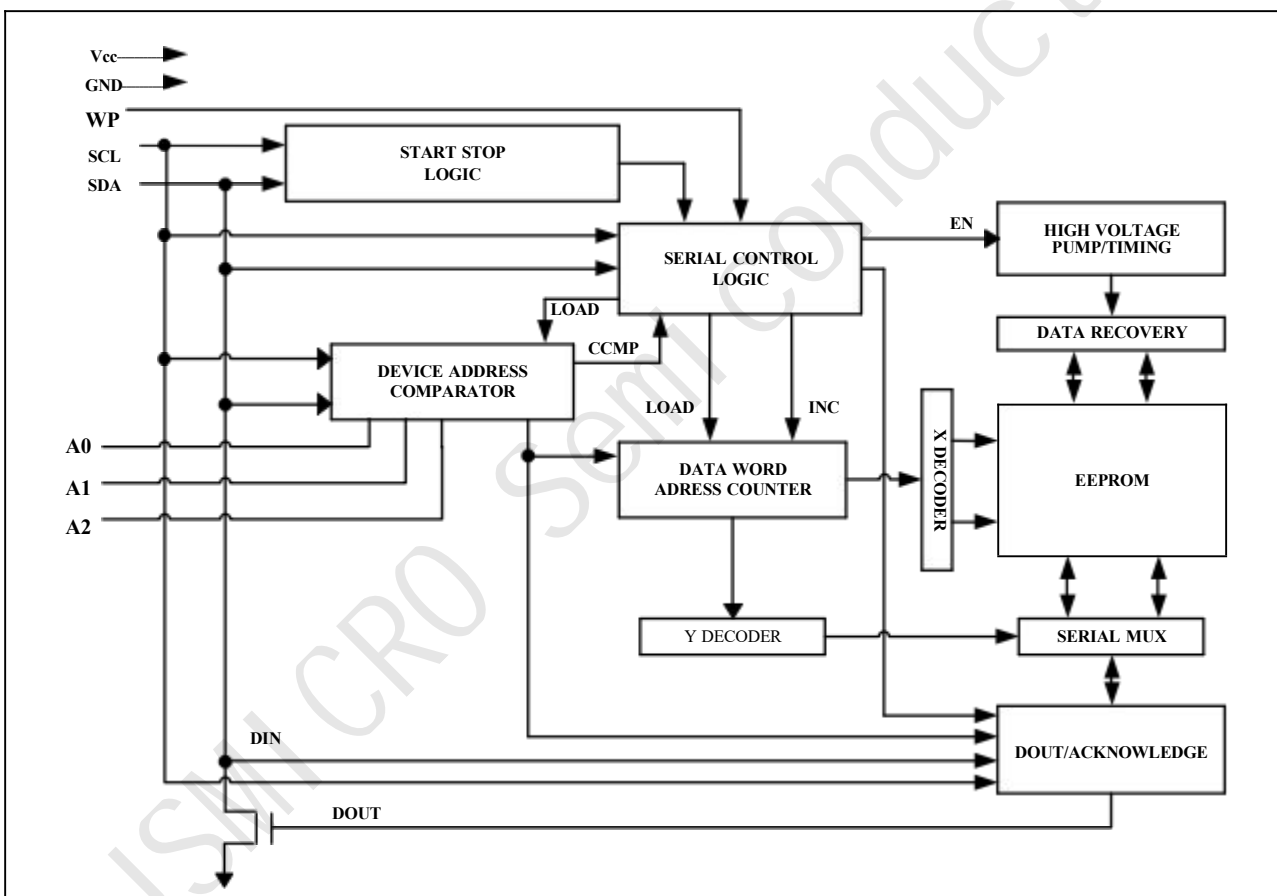 Vcc
GND
WP
SCL
SDA
START STOP
LOGIC
SERIAL CONTROL
LOGIC
EN
HIGH VOLTAGE
PUMP/TIMING
DATA RECOVERY
LOAD
CCMP
DEVICE ADDRESS
COMPARATOR
LOAD
INC
A0
A1
A2
DATA WORD
ADRESS COUNTER
X DECODER
EEPROM
Y DECODER
SERIAL MUX
DIN
DOUT/ACKNOWLEDGE
DOUT
ISMI CRO Semi conduc